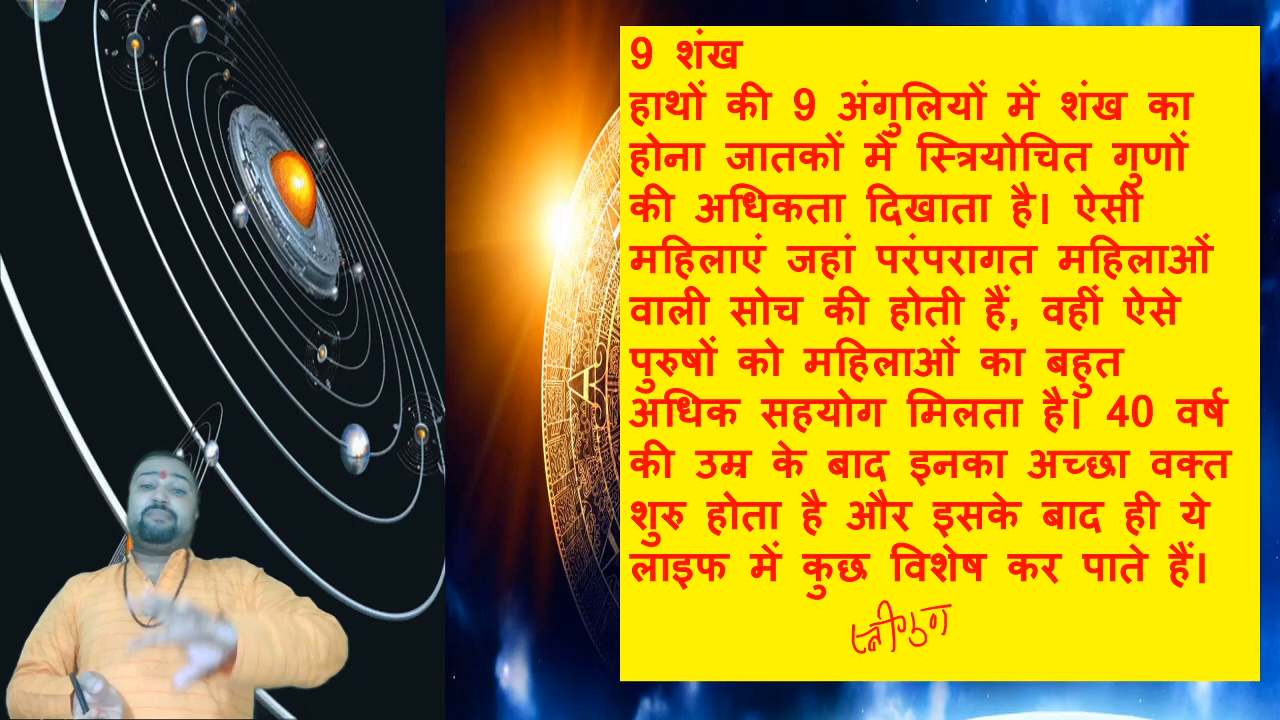 9 शंख
हाथों की 9 अंगुलियों में शंख का
होना जातकों में स्त्रियोचित गुणों
की अधिकता दिखाता है। ऐसी
महिलाएं जहां परंपरागत महिलाओं
वाली सोच की होती हैं, वहीं ऐसे
पुरुषों को महिलाओं का बहुत
अधिक सहयोग मिलता है। 40 वर्ष
की उम्र के बाद इनका अच्छा वक्त
शुरु होता है और इसके बाद ही ये
लाइफ में कुछ विशेष कर पाते हैं।